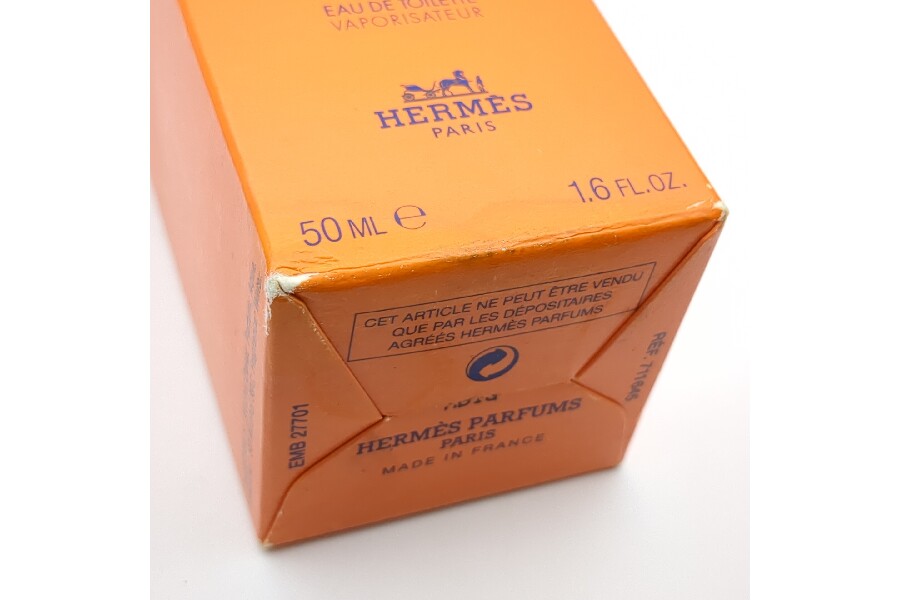 EAU DE TOILETTE
VAPORISATEUR
HERMÈS
PARIS
50 ML ℮
1.6 FL.OZ.
CET ARTICLE NE PEUT ÊTRE VENDU
QUE PAR LES DÉPOSITAIRES
AGRÉÉS HERMÈS PARFUMS
EMB 27701
HERMÈS PARFUMS
PARIS
MADE IN FRANCE